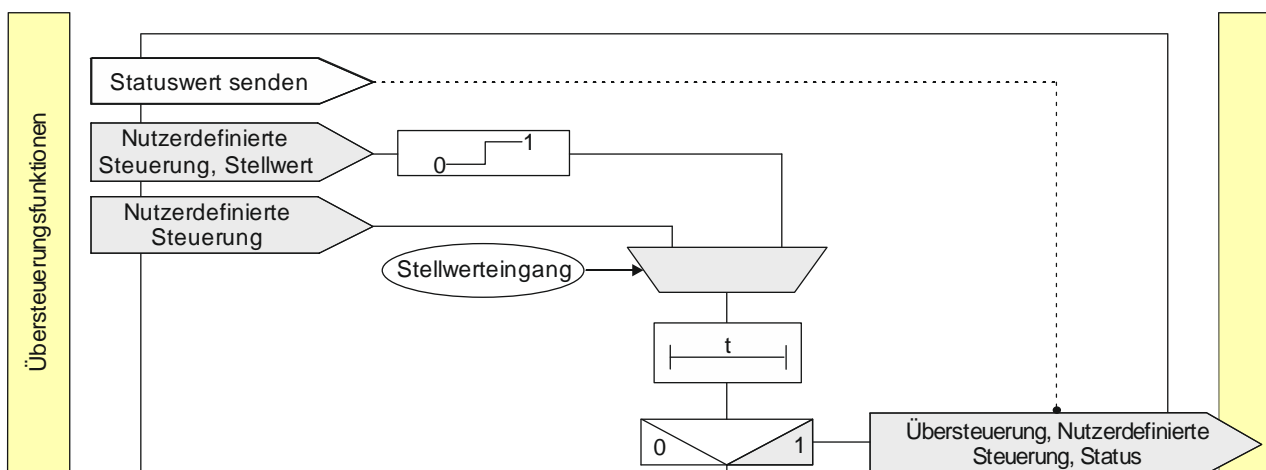 Übersteuerungsfunktionen
Statuswert senden
Nutzerdefinierte
Steuerung, Stellwert
0
1
Nutzerdefinierte
Steuerung
Stellwerteingang
t
0
1
Übersteuerung, Nutzerdefinierte
Steuerung, Status